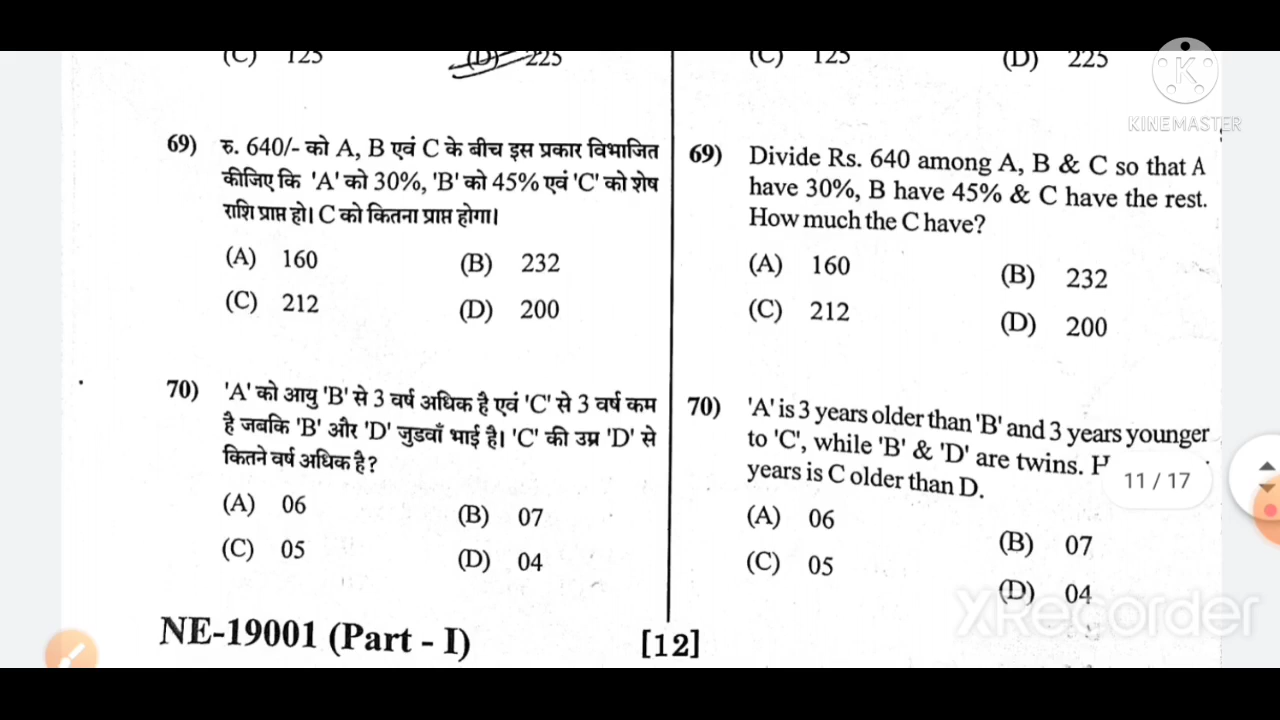 (C) 125
(D) 225
69) रु. 640/- को A, B एवं C के बीच इस प्रकार विभाजित
कीजिए कि 'A' को 30%, 'B' को 45% एवं 'C' को शेष
राशि प्राप्त हो। C को कितना प्राप्त होगा।
(A) 160
(B) 232
(C) 212
(D) 200
70) 'A' को आयु 'B' से 3 वर्ष अधिक है एवं 'C' से 3 वर्ष कम
है जबकि 'B' और 'D' जुडवाँ भाई है। 'C' की उम्र 'D' से
कितने वर्ष अधिक है?
(A) 06
(B) 07
(C) 05
(D) 04
NE-19001 (Part - I)
[12]
(C) 125
(D) 225
69) Divide Rs. 640 among A, B & C so that A
have 30%, B have 45% & C have the rest.
How much the C have?
(A) 160
(B) 232
(C) 212
(D) 200
70) 'A' is 3 years older than 'B' and 3 years younger
to 'C', while 'B' & 'D' are twins.
years is C older than D.
(A) 06
(B) 07
(C) 05
(D) 04
11 / 17
K
KINEMASTER
XRecorder